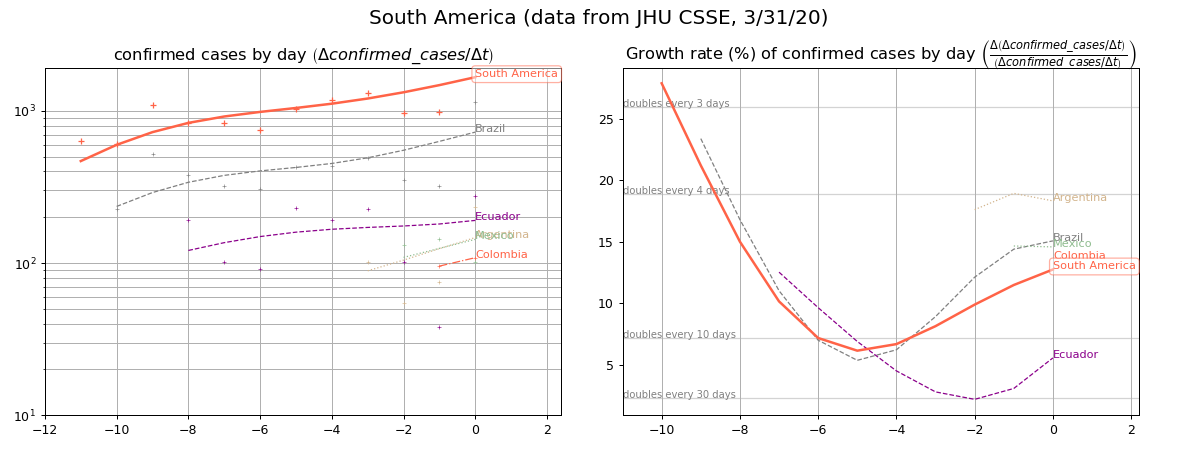 South America (data from JHU CSSE, 3/31/20)
confirmed cases by day (Δconfirmed_cases/Δt)
10³
10²
10¹
−12 −10 −8 −6 −4 −2 0 2
South America
Brazil
Ecuador
Argentina
Mexico
Colombia
Growth rate (%) of confirmed cases by day (Δ(Δconfirmed_cases/Δt)/(Δconfirmed_cases/Δt))
25
20
15
10
5
−10 −8 −6 −4 −2 0 2
doubles every 3 days
doubles every 4 days
doubles every 10 days
doubles every 30 days
Argentina
Brazil
Mexico
Colombia
South America
Ecuador